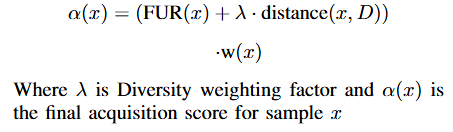 α(x) = (FUR(x) + λ · distance(x, D))
·w(x)
Where λ is Diversity weighting factor and α(x) is
the final acquisition score for sample x